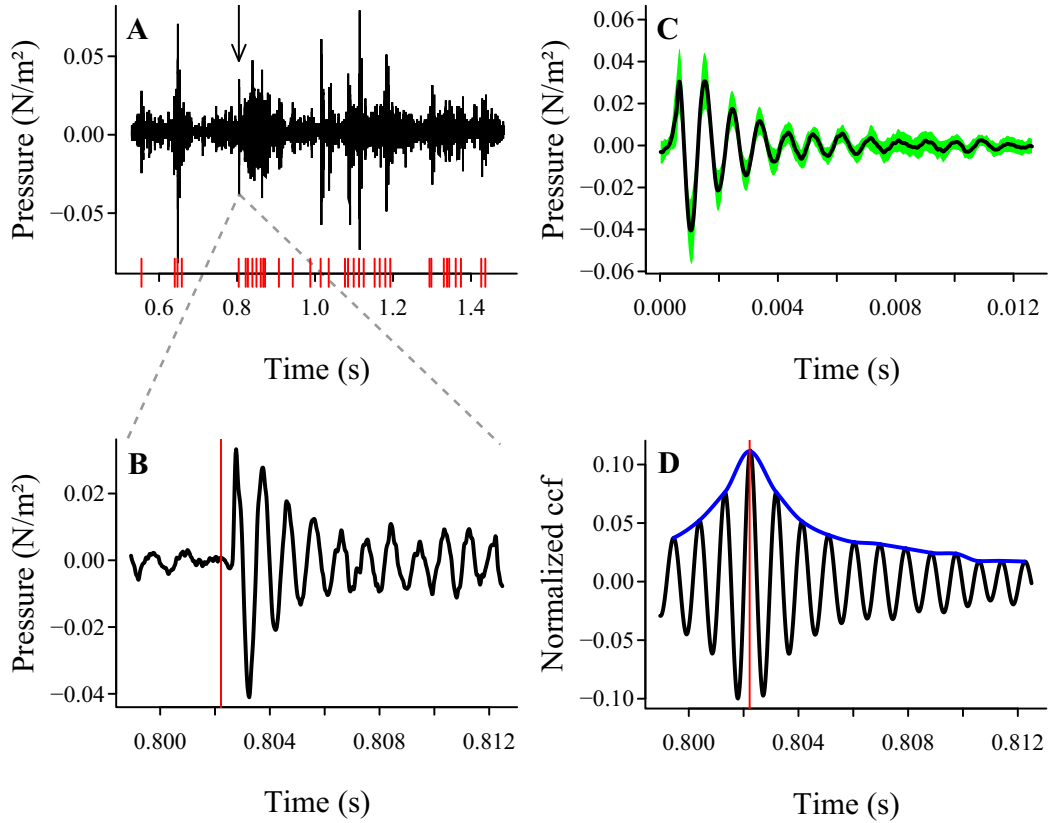 A
Pressure (N/m²)
0.05
0.00
−0.05
0.6 0.8 1.0 1.2 1.4
Time (s)
C
Pressure (N/m²)
0.06
0.04
0.02
0.00
−0.02
−0.04
−0.06
0.000 0.004 0.008 0.012
Time (s)
B
Pressure (N/m²)
0.02
0.00
−0.02
−0.04
0.800 0.804 0.808 0.812
Time (s)
D
Normalized ccf
0.10
0.05
0.00
−0.05
−0.10
0.800 0.804 0.808 0.812
Time (s)